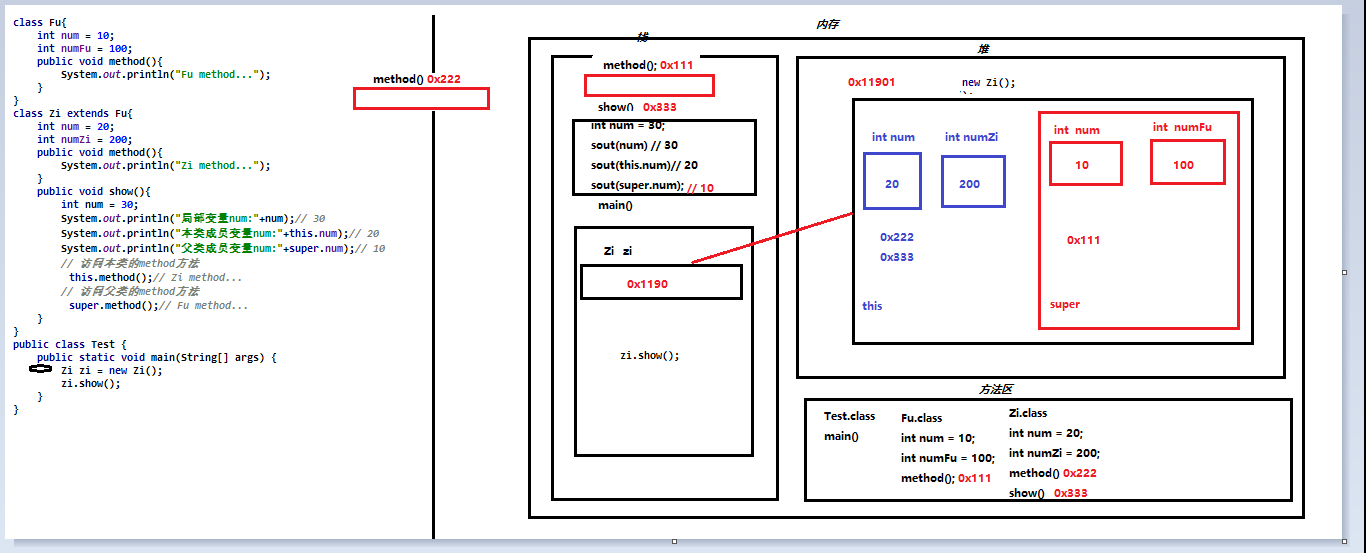 class Fu{
int num = 10;
int numFu = 100;
public void method(){
System.out.println("Fu method...");
}
}
class Zi extends Fu{
int num = 20;
int numZi = 200;
public void method(){
System.out.println("Zi method...");
}
public void show(){
int num = 30;
System.out.println("局部变量num:"+num);// 30
System.out.println("本类成员变量num:"+this.num);// 20
System.out.println("父类成员变量num:"+super.num);// 10
// 访问本类的method方法
this.method();// Zi method...
// 访问父类的method方法
super.method();// Fu method...
}
}
public class Test {
public static void main(String[] args) {
Zi zi = new Zi();
zi.show();
}
}
method() 0x222
内存
栈
method(); 0x111
show() 0x333
int num = 30;
sout(num) // 30
sout(this.num)// 20
sout(super.num); // 10
main()
Zi zi
0x1190
zi.show();
堆
0x11901
new Zi();
int num
int numZi
20
200
0x222
0x333
this
int num
int numFu
10
100
0x111
super
方法区
Test.class
main()
Fu.class
int num = 10;
int numFu = 100;
method(); 0x111
Zi.class
int num = 20;
int numZi = 200;
method() 0x222
show() 0x333